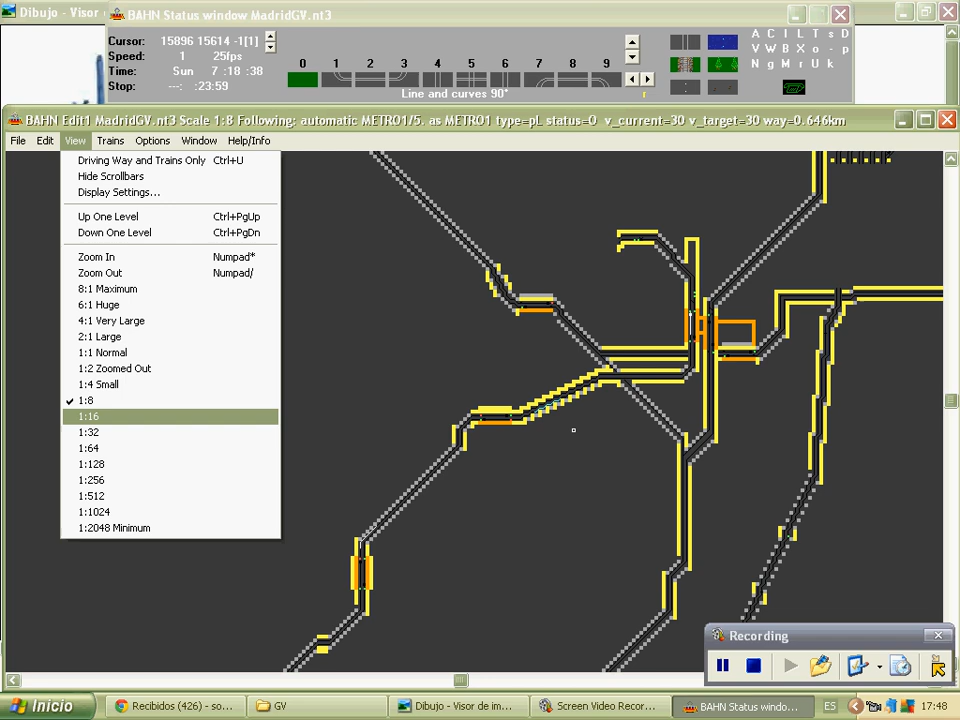 Dibujo - Visor
BAHN Status window MadridGV.nt3
Cursor: 15896 15614 -1[1]
Speed: 1 25fps
Time: Sun 7 :18 :38
Stop: ---: :23:59
0 1 2 3 4 5 6 7 8 9
Line and curves 90°
A C I L T s D
V W B X o - p
N g M r U k
BAHN Edit1 MadridGV.nt3 Scale 1:8 Following: automatic METRO1/5. as METRO1 type=pL status=O v_current=30 v_target=30 way=0.646km
File Edit View Trains Options Window Help/Info
Driving Way and Trains Only Ctrl+U
Hide Scrollbars
Display Settings...
Up One Level Ctrl+PgUp
Down One Level Ctrl+PgDn
Zoom In Numpad*
Zoom Out Numpad/
8:1 Maximum
6:1 Huge
4:1 Very Large
2:1 Large
1:1 Normal
1:2 Zoomed Out
1:4 Small
1:8
1:16
1:32
1:64
1:128
1:256
1:512
1:1024
1:2048 Minimum
Recording
Inicio
Recibidos (426) - so...
GV
Dibujo - Visor de im...
Screen Video Recor...
BAHN Status windo...
ES
17:48